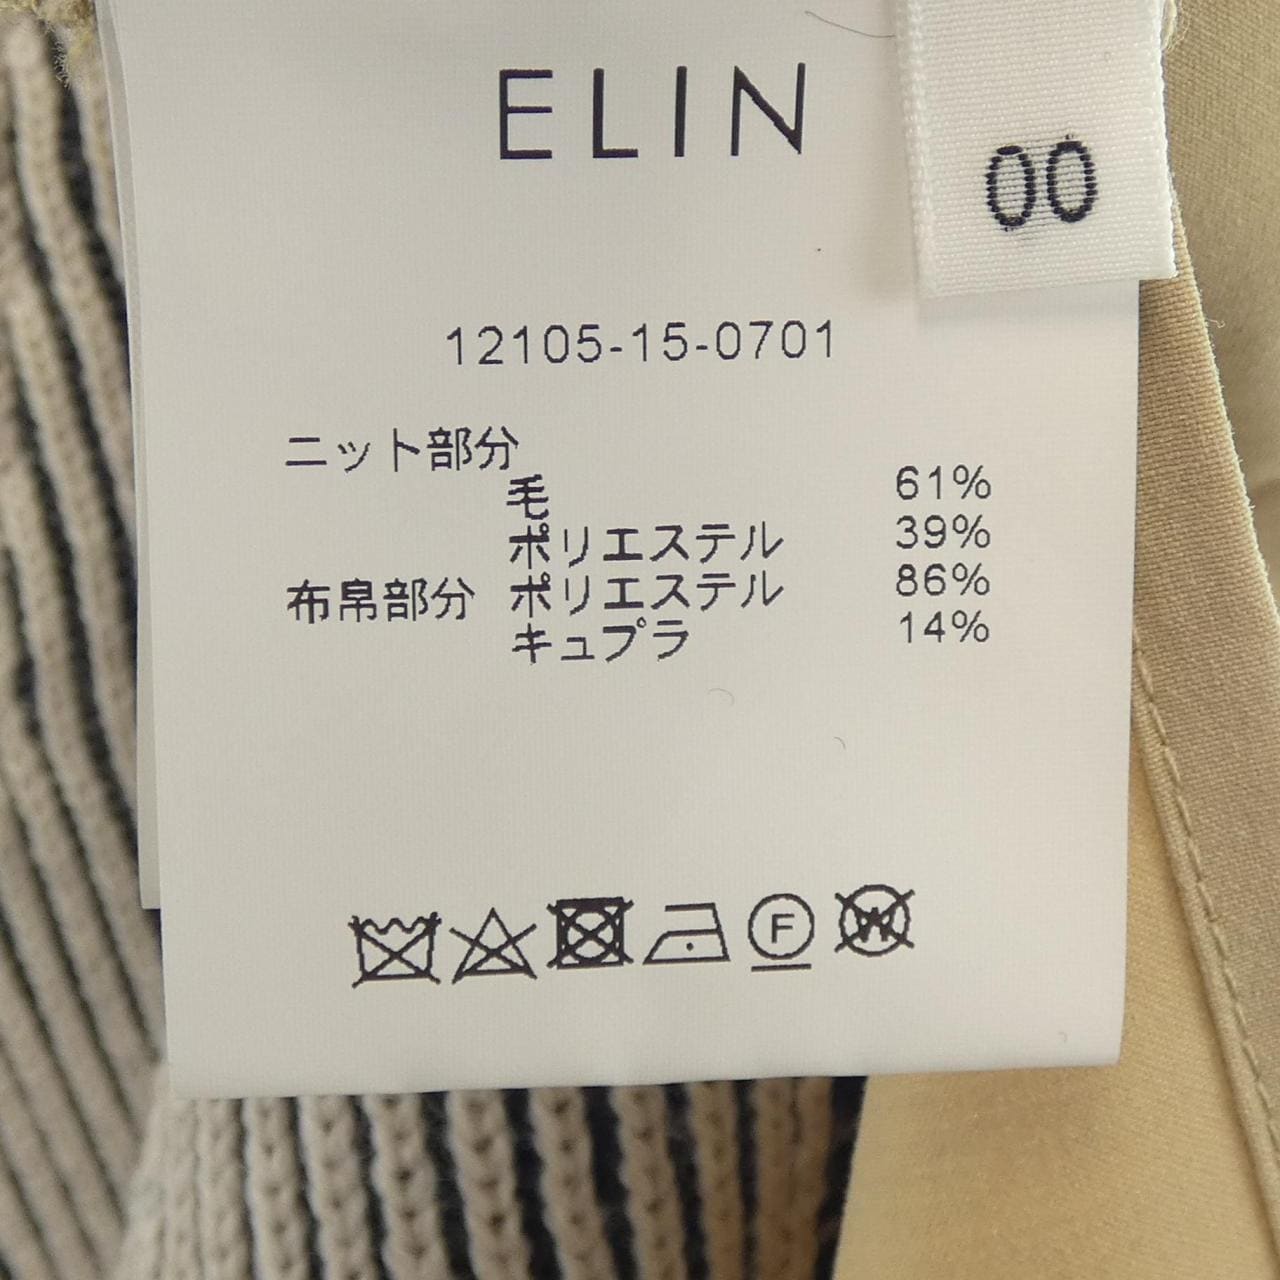 ELIN
00
12105-15-0701
ニット部分
毛 61%
ポリエステル 39%
布帛部分 ポリエステル 86%
キュプラ 14%
F W